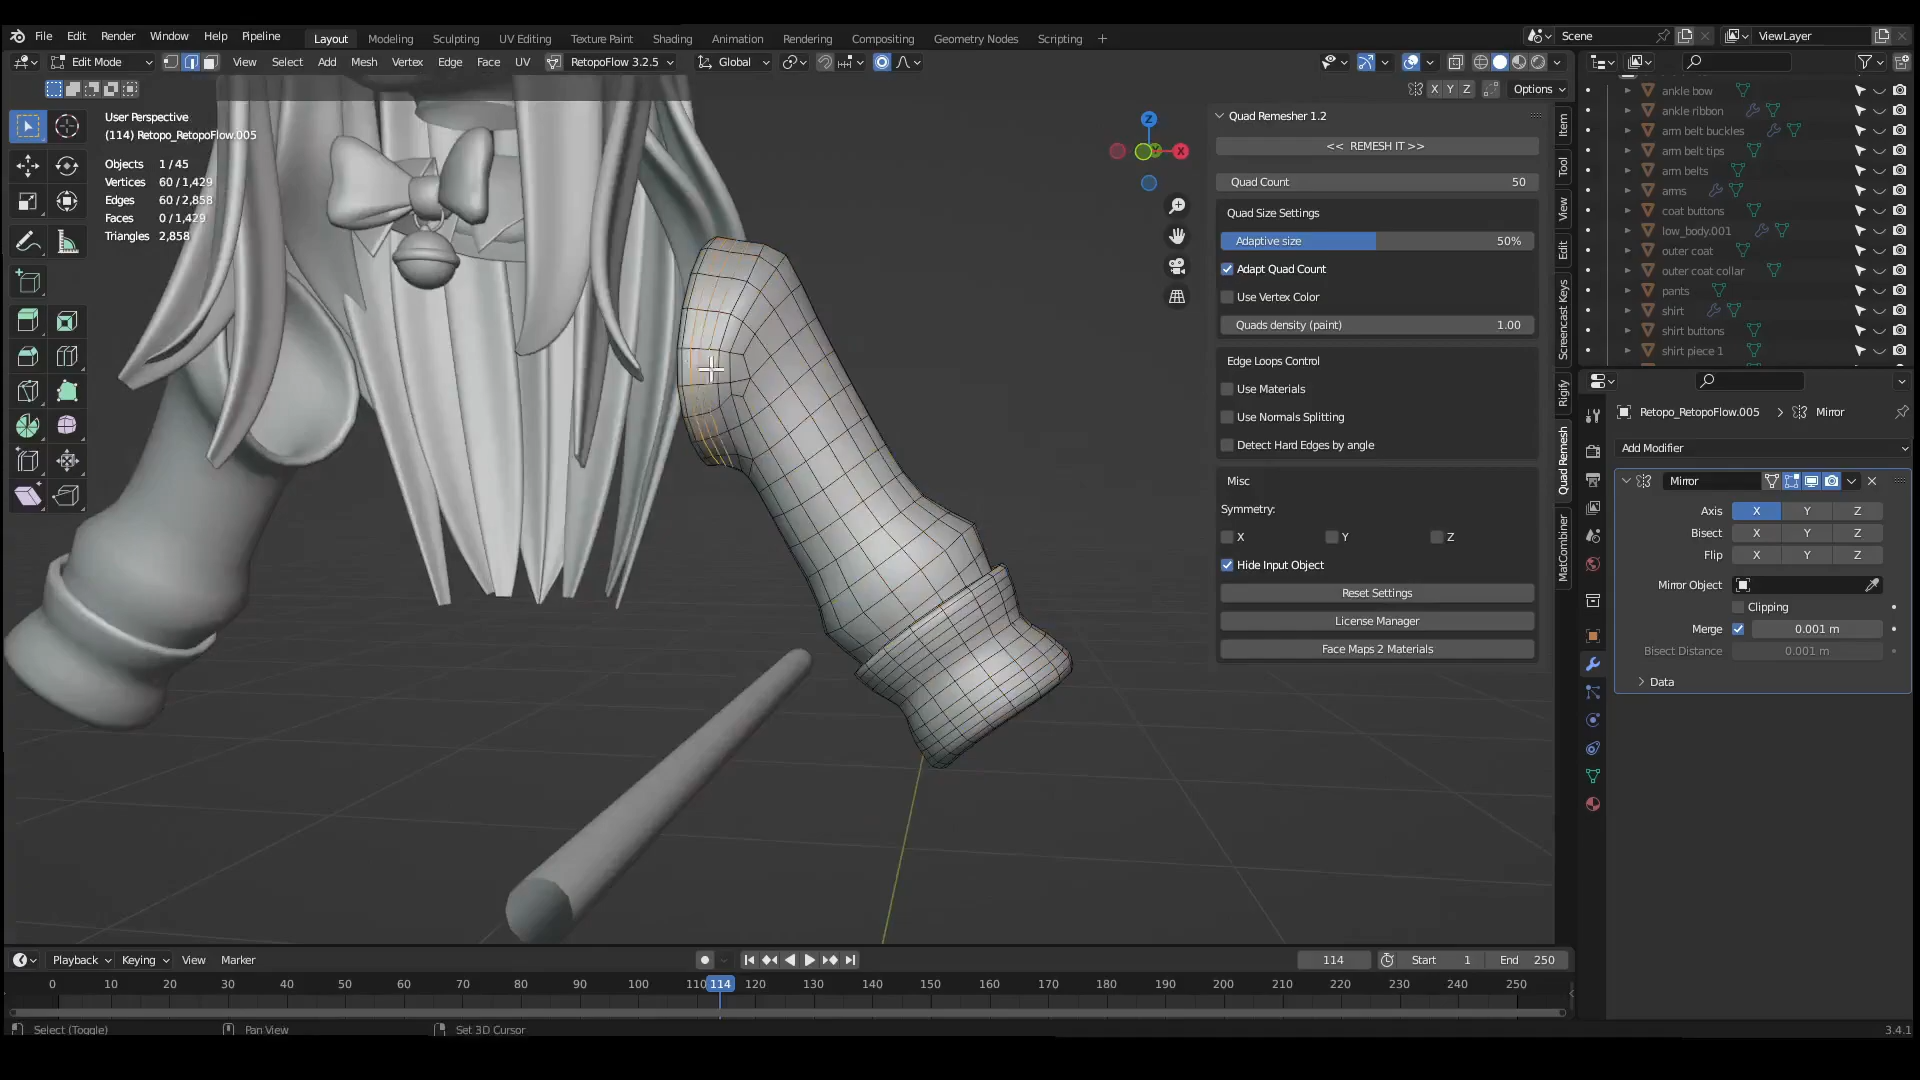 File Edit Render Window Help Pipeline Layout Modeling Sculpting UV Editing Texture Paint Shading Animation Rendering Compositing Geometry Nodes Scripting + Scene ViewLayer
Edit Mode View Select Add Mesh Vertex Edge Face UV RetopoFlow 3.2.5 Global
X Y Z Options
User Perspective
(114) Retopo_RetopoFlow.005
Objects 1 / 45
Vertices 60 / 1,429
Edges 60 / 2,858
Faces 0 / 1,429
Triangles 2,858
Z
X
Quad Remesher 1.2
<< REMESH IT >>
Quad Count 50
Quad Size Settings
Adaptive size 50%
Adapt Quad Count
Use Vertex Color
Quads density (paint) 1.00
Edge Loops Control
Use Materials
Use Normals Splitting
Detect Hard Edges by angle
Misc
Symmetry:
X Y Z
Hide Input Object
Reset Settings
License Manager
Face Maps 2 Materials
Item
Tool
View
Edit
Screencast Keys
Rigify
Quad Remesh
MatCombiner
ankle bow
ankle ribbon
arm belt buckles
arm belt tips
arm belts
arms
coat buttons
low_body.001
outer coat
outer coat collar
pants
shirt
shirt buttons
shirt piece 1
Retopo_RetopoFlow.005 > Mirror
Add Modifier
Mirror
Axis X Y Z
Bisect X Y Z
Flip X Y Z
Mirror Object
Clipping
Merge 0.001 m
Bisect Distance 0.001 m
Data
Playback Keying View Marker 114 Start 1 End 250
0 10 20 30 40 50 60 70 80 90 100 110 114 120 130 140 150 160 170 180 190 200 210 220 230 240 250
Select (Toggle) Pan View Set 3D Cursor 3.4.1